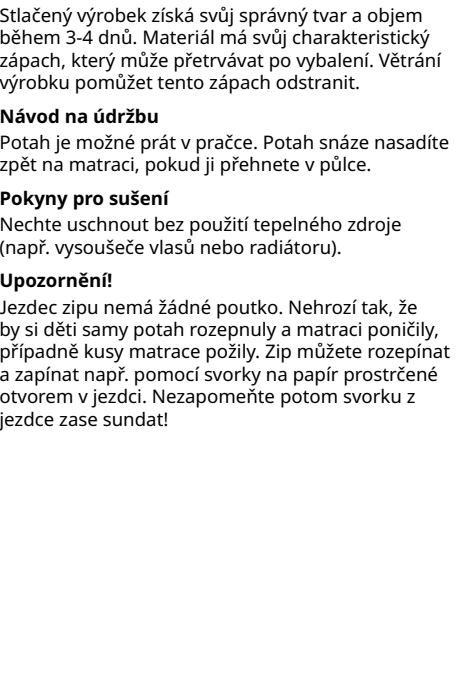 Stlačený výrobek získá svůj správný tvar a objem
během 3-4 dnů. Materiál má svůj charakteristický
zápach, který může přetrvávat po vybalení. Větrání
výrobku pomůžet tento zápach odstranit.
Návod na údržbu
Potah je možné prát v pračce. Potah snáze nasadíte
zpět na matraci, pokud ji přehnete v půlce.
Pokyny pro sušení
Nechte uschnout bez použití tepelného zdroje
(např. vysoušeče vlasů nebo radiátoru).
Upozornění!
Jezdec zipu nemá žádné poutko. Nehrozí tak, že
by si děti samy potah rozepnuly a matraci poničily,
případně kusy matrace požily. Zip můžete rozepínat
a zapínat např. pomocí svorky na papír prostrčené
otvorem v jezdci. Nezapomeňte potom svorku z
jezdce zase sundat!